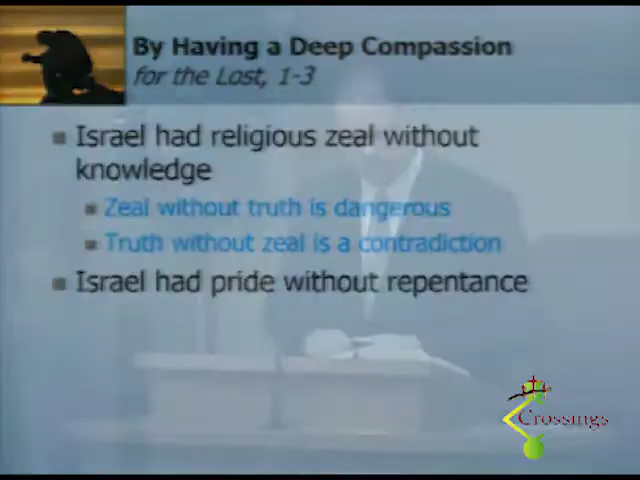 By Having a Deep Compassion
for the Lost, 1-3
Israel had religious zeal without
knowledge
Zeal without truth is dangerous
Truth without zeal is a contradiction
Israel had pride without repentance
Crossings